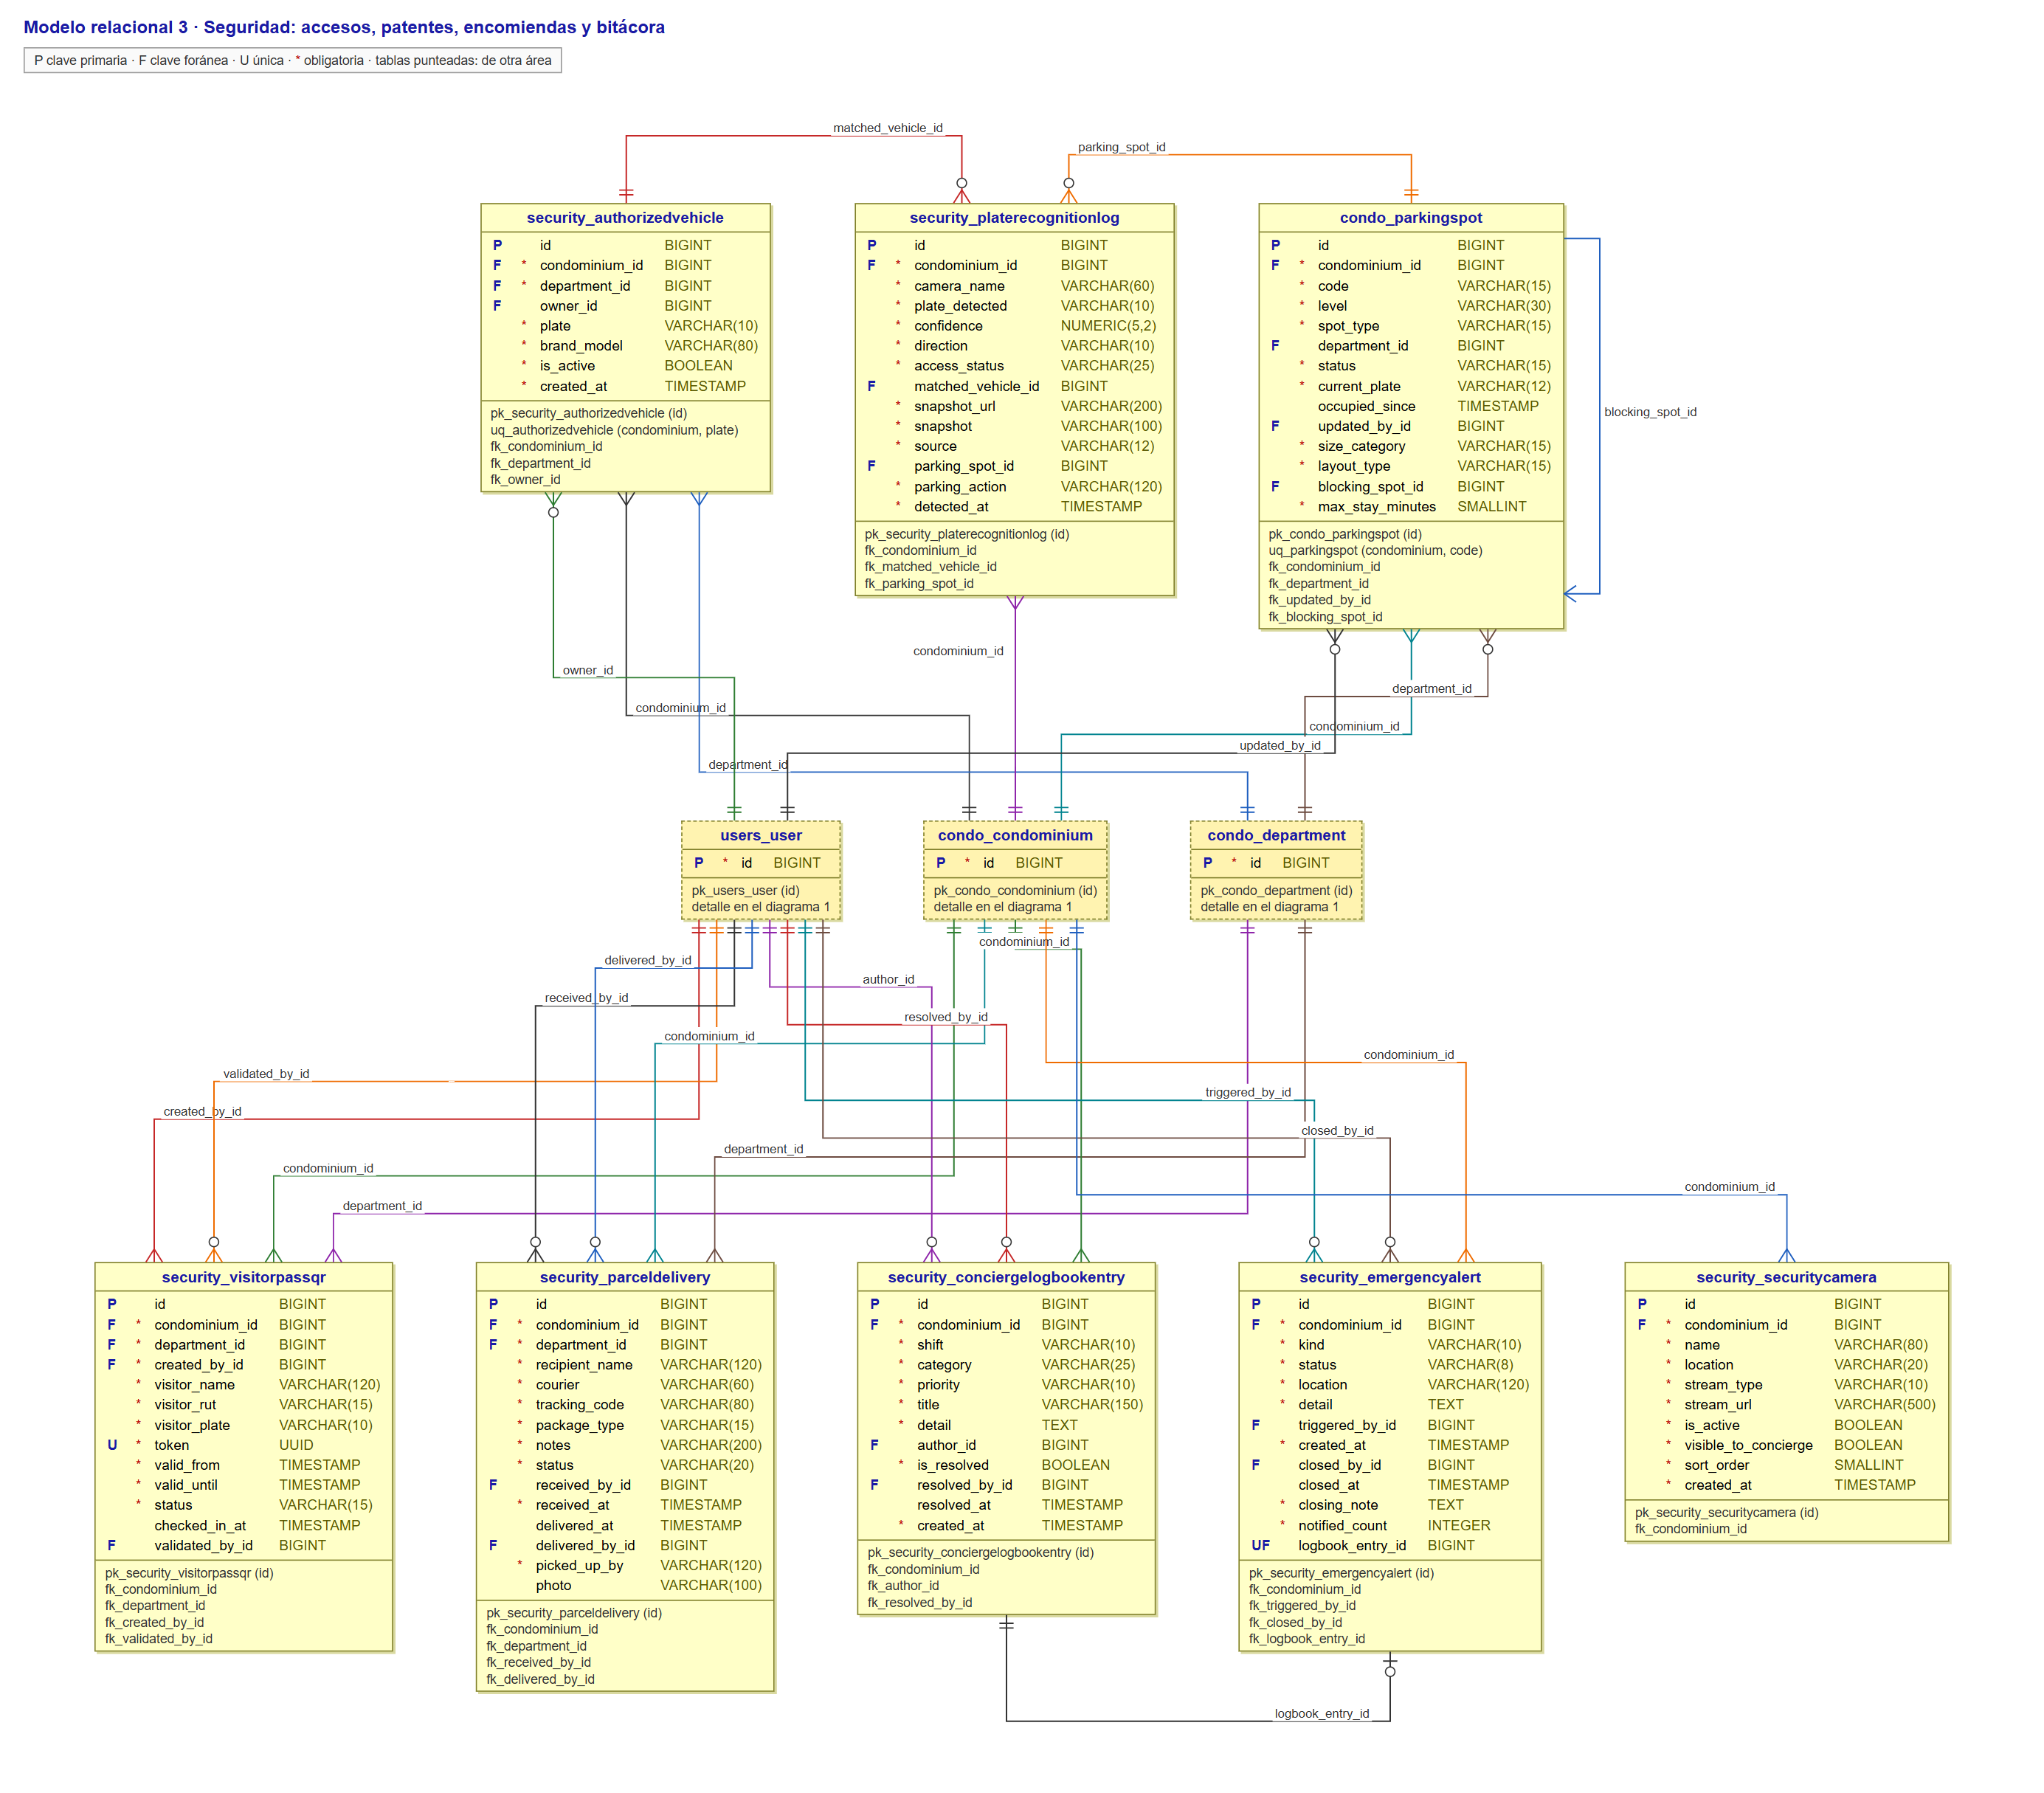 Modelo relacional 3 · Seguridad: accesos, patentes, encomiendas y bitácora
P clave primaria · F clave foránea · U única · * obligatoria · tablas punteadas: de otra área
matched_vehicle_id
parking_spot_id
security_authorizedvehicle
P id BIGINT
F * condominium_id BIGINT
F * department_id BIGINT
F owner_id BIGINT
* plate VARCHAR(10)
* brand_model VARCHAR(80)
* is_active BOOLEAN
* created_at TIMESTAMP
pk_security_authorizedvehicle (id)
uq_authorizedvehicle (condominium, plate)
fk_condominium_id
fk_department_id
fk_owner_id
security_platerecognitionlog
P id BIGINT
F * condominium_id BIGINT
* camera_name VARCHAR(60)
* plate_detected VARCHAR(10)
* confidence NUMERIC(5,2)
* direction VARCHAR(10)
* access_status VARCHAR(25)
F matched_vehicle_id BIGINT
* snapshot_url VARCHAR(200)
* snapshot VARCHAR(100)
* source VARCHAR(12)
F parking_spot_id BIGINT
* parking_action VARCHAR(120)
* detected_at TIMESTAMP
pk_security_platerecognitionlog (id)
fk_condominium_id
fk_matched_vehicle_id
fk_parking_spot_id
condo_parkingspot
P id BIGINT
F * condominium_id BIGINT
* code VARCHAR(15)
* level VARCHAR(30)
* spot_type VARCHAR(15)
F department_id BIGINT
* status VARCHAR(15)
* current_plate VARCHAR(12)
occupied_since TIMESTAMP
F updated_by_id BIGINT
* size_category VARCHAR(15)
* layout_type VARCHAR(15)
F blocking_spot_id BIGINT
* max_stay_minutes SMALLINT
pk_condo_parkingspot (id)
uq_parkingspot (condominium, code)
fk_condominium_id
fk_department_id
fk_updated_by_id
fk_blocking_spot_id
blocking_spot_id
condominium_id
owner_id
department_id
condominium_id
condominium_id
updated_by_id
department_id
users_user
P * id BIGINT
pk_users_user (id)
detalle en el diagrama 1
condo_condominium
P * id BIGINT
pk_condo_condominium (id)
detalle en el diagrama 1
condo_department
P * id BIGINT
pk_condo_department (id)
detalle en el diagrama 1
condominium_id
delivered_by_id
author_id
received_by_id
resolved_by_id
condominium_id
condominium_id
validated_by_id
triggered_by_id
created_by_id
closed_by_id
department_id
condominium_id
condominium_id
department_id
security_visitorpassqr
P id BIGINT
F * condominium_id BIGINT
F * department_id BIGINT
F * created_by_id BIGINT
* visitor_name VARCHAR(120)
* visitor_rut VARCHAR(15)
* visitor_plate VARCHAR(10)
U * token UUID
* valid_from TIMESTAMP
* valid_until TIMESTAMP
* status VARCHAR(15)
checked_in_at TIMESTAMP
F validated_by_id BIGINT
pk_security_visitorpassqr (id)
fk_condominium_id
fk_department_id
fk_created_by_id
fk_validated_by_id
security_parceldelivery
P id BIGINT
F * condominium_id BIGINT
F * department_id BIGINT
* recipient_name VARCHAR(120)
* courier VARCHAR(60)
* tracking_code VARCHAR(80)
* package_type VARCHAR(15)
* notes VARCHAR(200)
* status VARCHAR(20)
F received_by_id BIGINT
* received_at TIMESTAMP
delivered_at TIMESTAMP
F delivered_by_id BIGINT
* picked_up_by VARCHAR(120)
photo VARCHAR(100)
pk_security_parceldelivery (id)
fk_condominium_id
fk_department_id
fk_received_by_id
fk_delivered_by_id
security_conciergelogbookentry
P id BIGINT
F * condominium_id BIGINT
* shift VARCHAR(10)
* category VARCHAR(25)
* priority VARCHAR(10)
* title VARCHAR(150)
* detail TEXT
F author_id BIGINT
* is_resolved BOOLEAN
F resolved_by_id BIGINT
resolved_at TIMESTAMP
* created_at TIMESTAMP
pk_security_conciergelogbookentry (id)
fk_condominium_id
fk_author_id
fk_resolved_by_id
security_emergencyalert
P id BIGINT
F * condominium_id BIGINT
* kind VARCHAR(10)
* status VARCHAR(8)
* location VARCHAR(120)
* detail TEXT
F triggered_by_id BIGINT
* created_at TIMESTAMP
F closed_by_id BIGINT
closed_at TIMESTAMP
* closing_note TEXT
* notified_count INTEGER
UF logbook_entry_id BIGINT
pk_security_emergencyalert (id)
fk_condominium_id
fk_triggered_by_id
fk_closed_by_id
fk_logbook_entry_id
security_securitycamera
P id BIGINT
F * condominium_id BIGINT
* name VARCHAR(80)
* location VARCHAR(20)
* stream_type VARCHAR(10)
* stream_url VARCHAR(500)
* is_active BOOLEAN
* visible_to_concierge BOOLEAN
* sort_order SMALLINT
* created_at TIMESTAMP
pk_security_securitycamera (id)
fk_condominium_id
logbook_entry_id